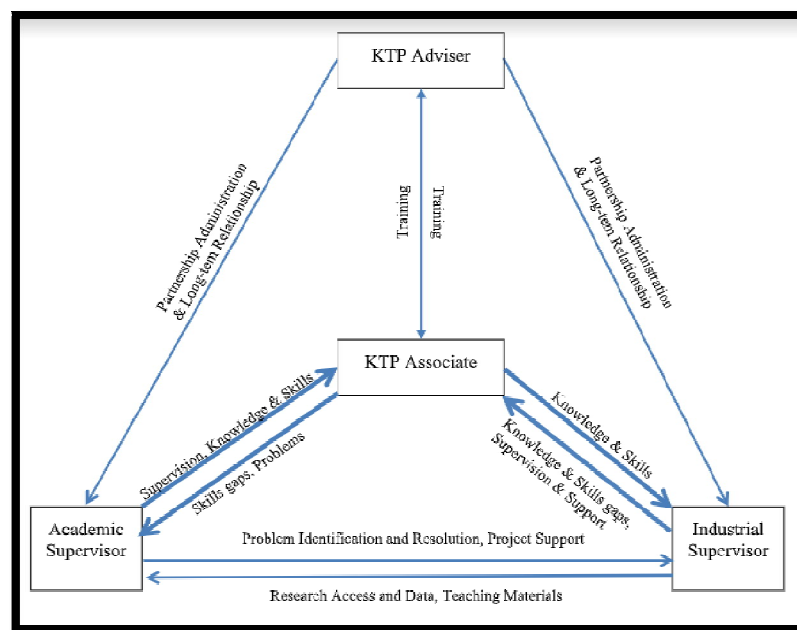 KTP Adviser
Partnership Administration
& Long-tem Relationship
Training
Training
Partnership Administration
& Long-tem Relationship
KTP Associate
Supervision, Knowledge & Skills
Skills gaps, Problems
Knowledge & Skills
Knowledge & Skills gaps,
Supervision & Support
Academic
Supervisor
Problem Identification and Resolution, Project Support
Industrial
Supervisor
Research Access and Data, Teaching Materials